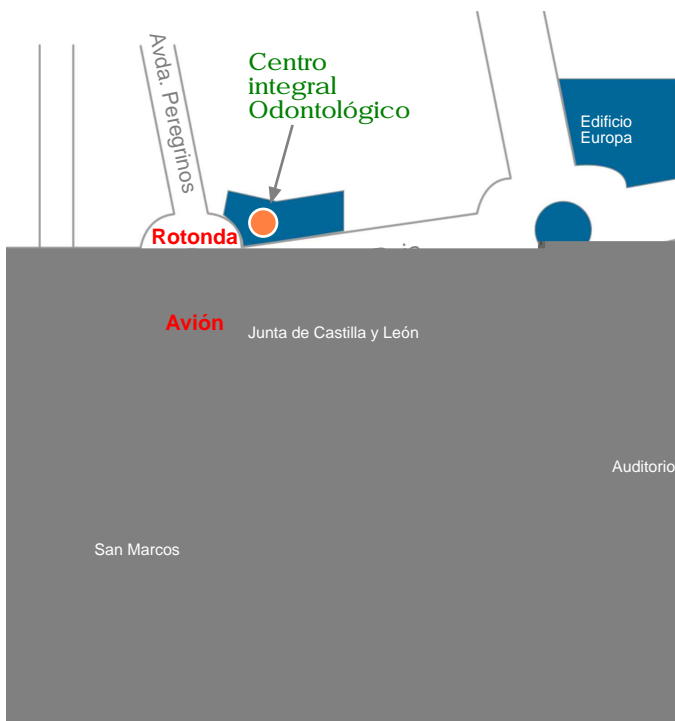 Avda. Peregrinos
Centro
integral
Odontológico
Edificio
Europa
Rotonda
Avión
Junta de Castilla y León
Auditorio
San Marcos